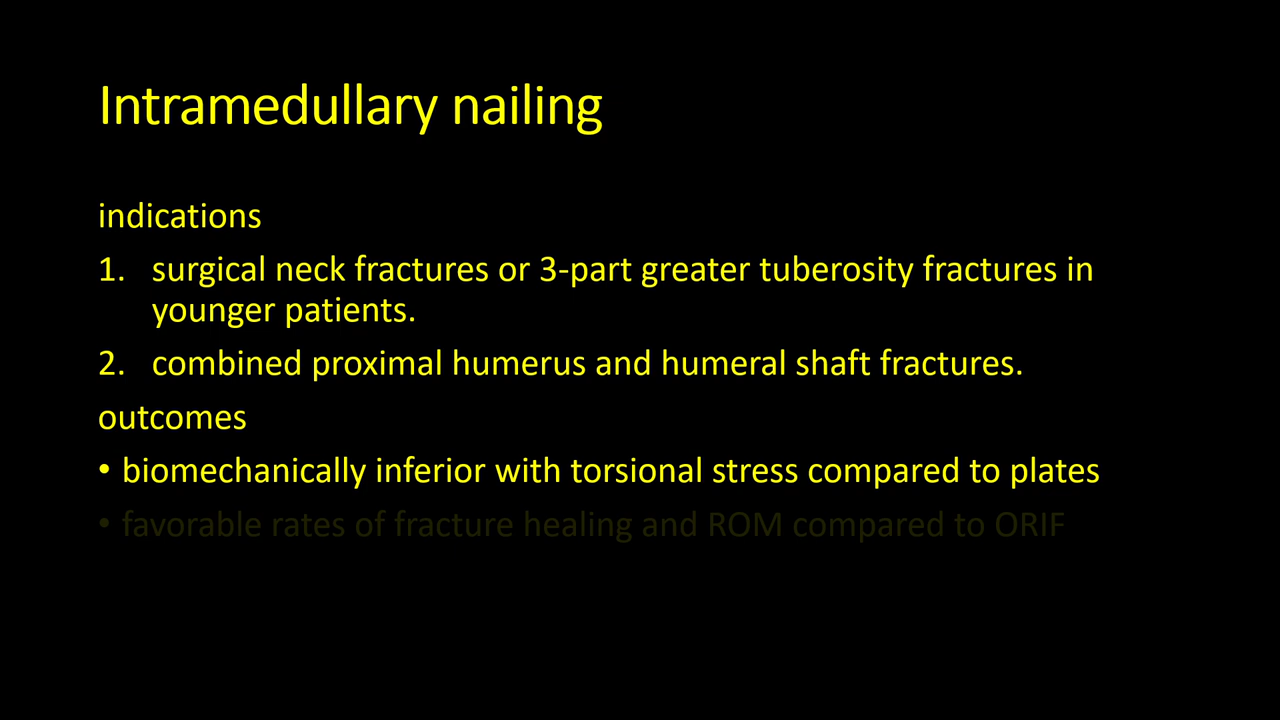 Intramedullary nailing
indications
1. surgical neck fractures or 3-part greater tuberosity fractures in
younger patients.
2. combined proximal humerus and humeral shaft fractures.
outcomes
• biomechanically inferior with torsional stress compared to plates
• favorable rates of fracture healing and ROM compared to ORIF